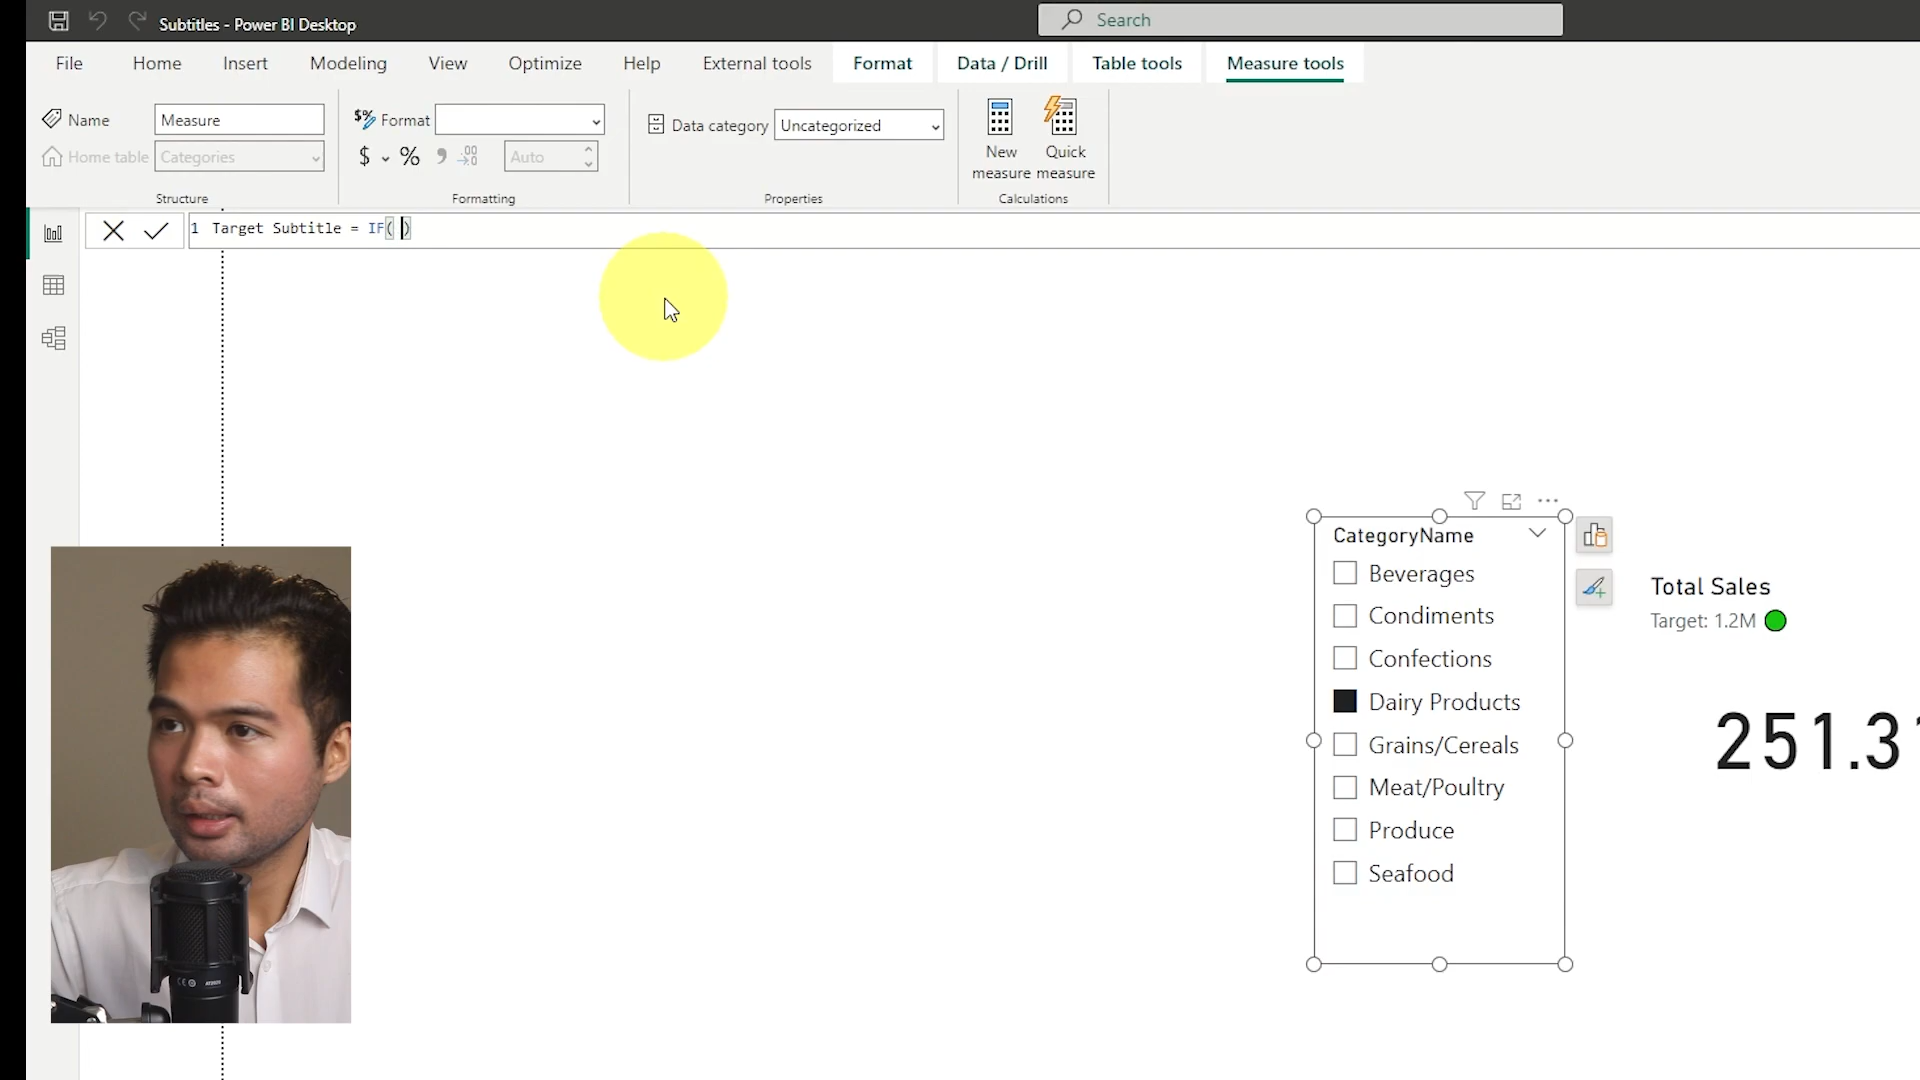 Subtitles - Power BI Desktop
Search
File Home Insert Modeling View Optimize Help External tools Format Data / Drill Table tools Measure tools
Name Measure
Format
Data category Uncategorized
New measure
Quick measure
Home table Categories
$ % Auto
Structure Formatting Properties Calculations
1 Target Subtitle = IF( )
CategoryName
Beverages
Condiments
Confections
Dairy Products
Grains/Cereals
Meat/Poultry
Produce
Seafood
Total Sales
Target: 1.2M
251.31